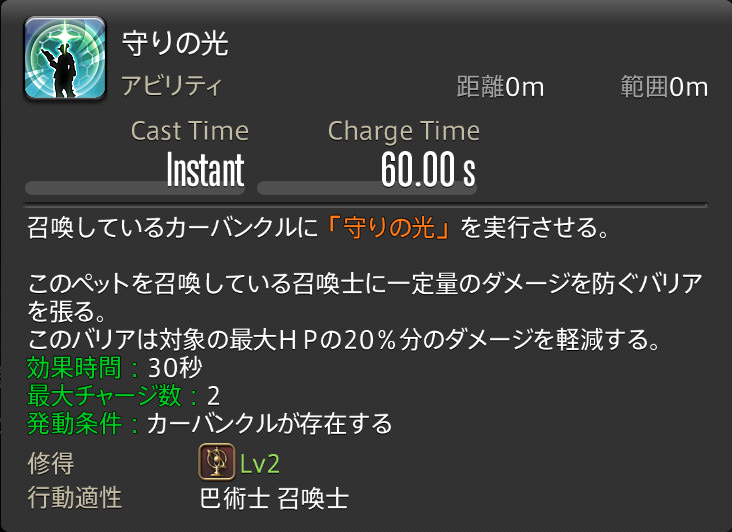 守りの光
アビリティ 距離0m 範囲0m
Cast Time Charge Time
Instant 60.00 s
召喚しているカーバンクルに「守りの光」を実行させる。
このペットを召喚している召喚士に一定量のダメージを防ぐバリア
を張る。
このバリアは対象の最大ＨＰの20％分のダメージを軽減する。
効果時間：30秒
最大チャージ数：2
発動条件：カーバンクルが存在する
修得 Lv2
行動適性 巴術士 召喚士